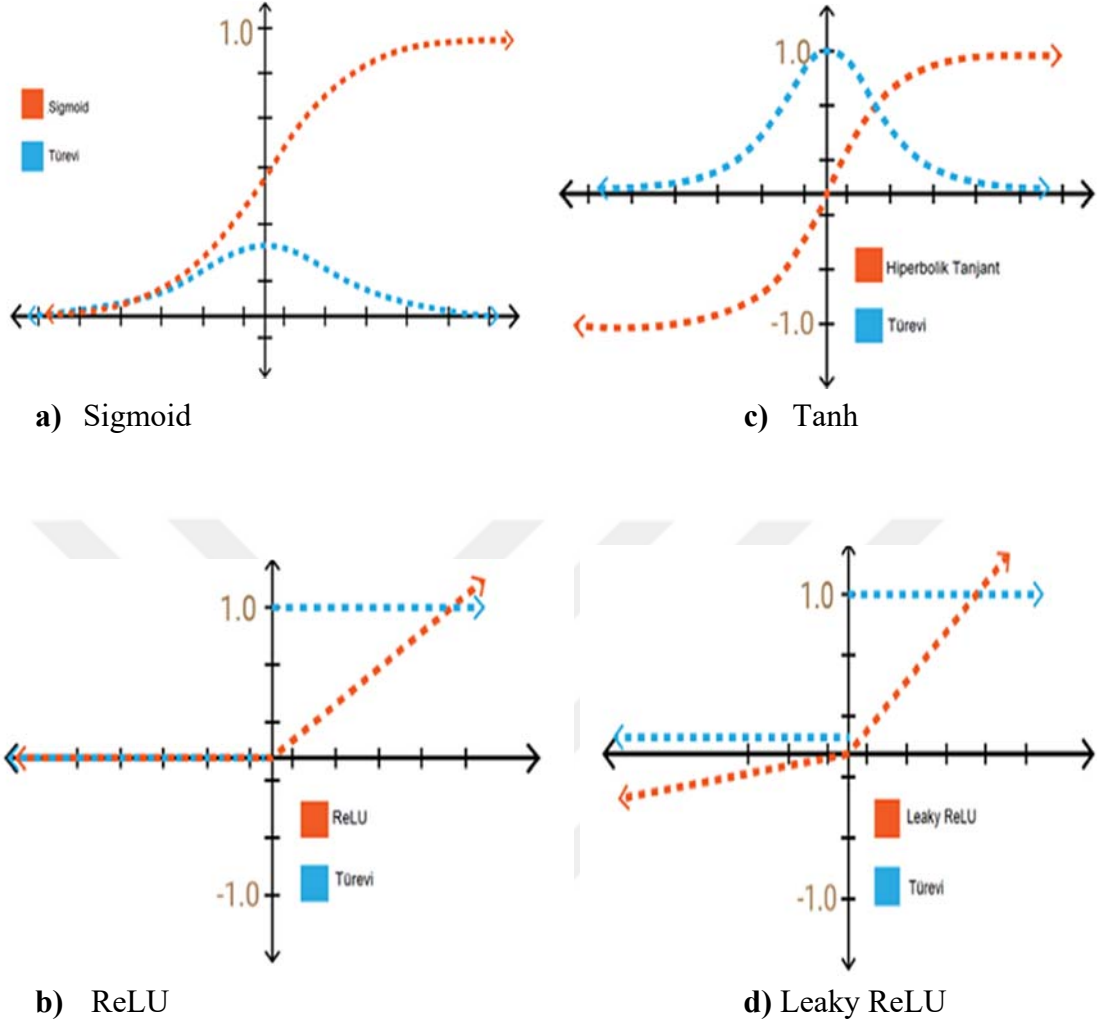 1.0
Sigmoid
Türevi
a) Sigmoid
1.0
Hiperbolik Tanjant
-1.0
Türevi
c) Tanh
1.0
ReLU
Türevi
-1.0
b) ReLU
1.0
Leaky ReLU
Türevi
-1.0
d) Leaky ReLU